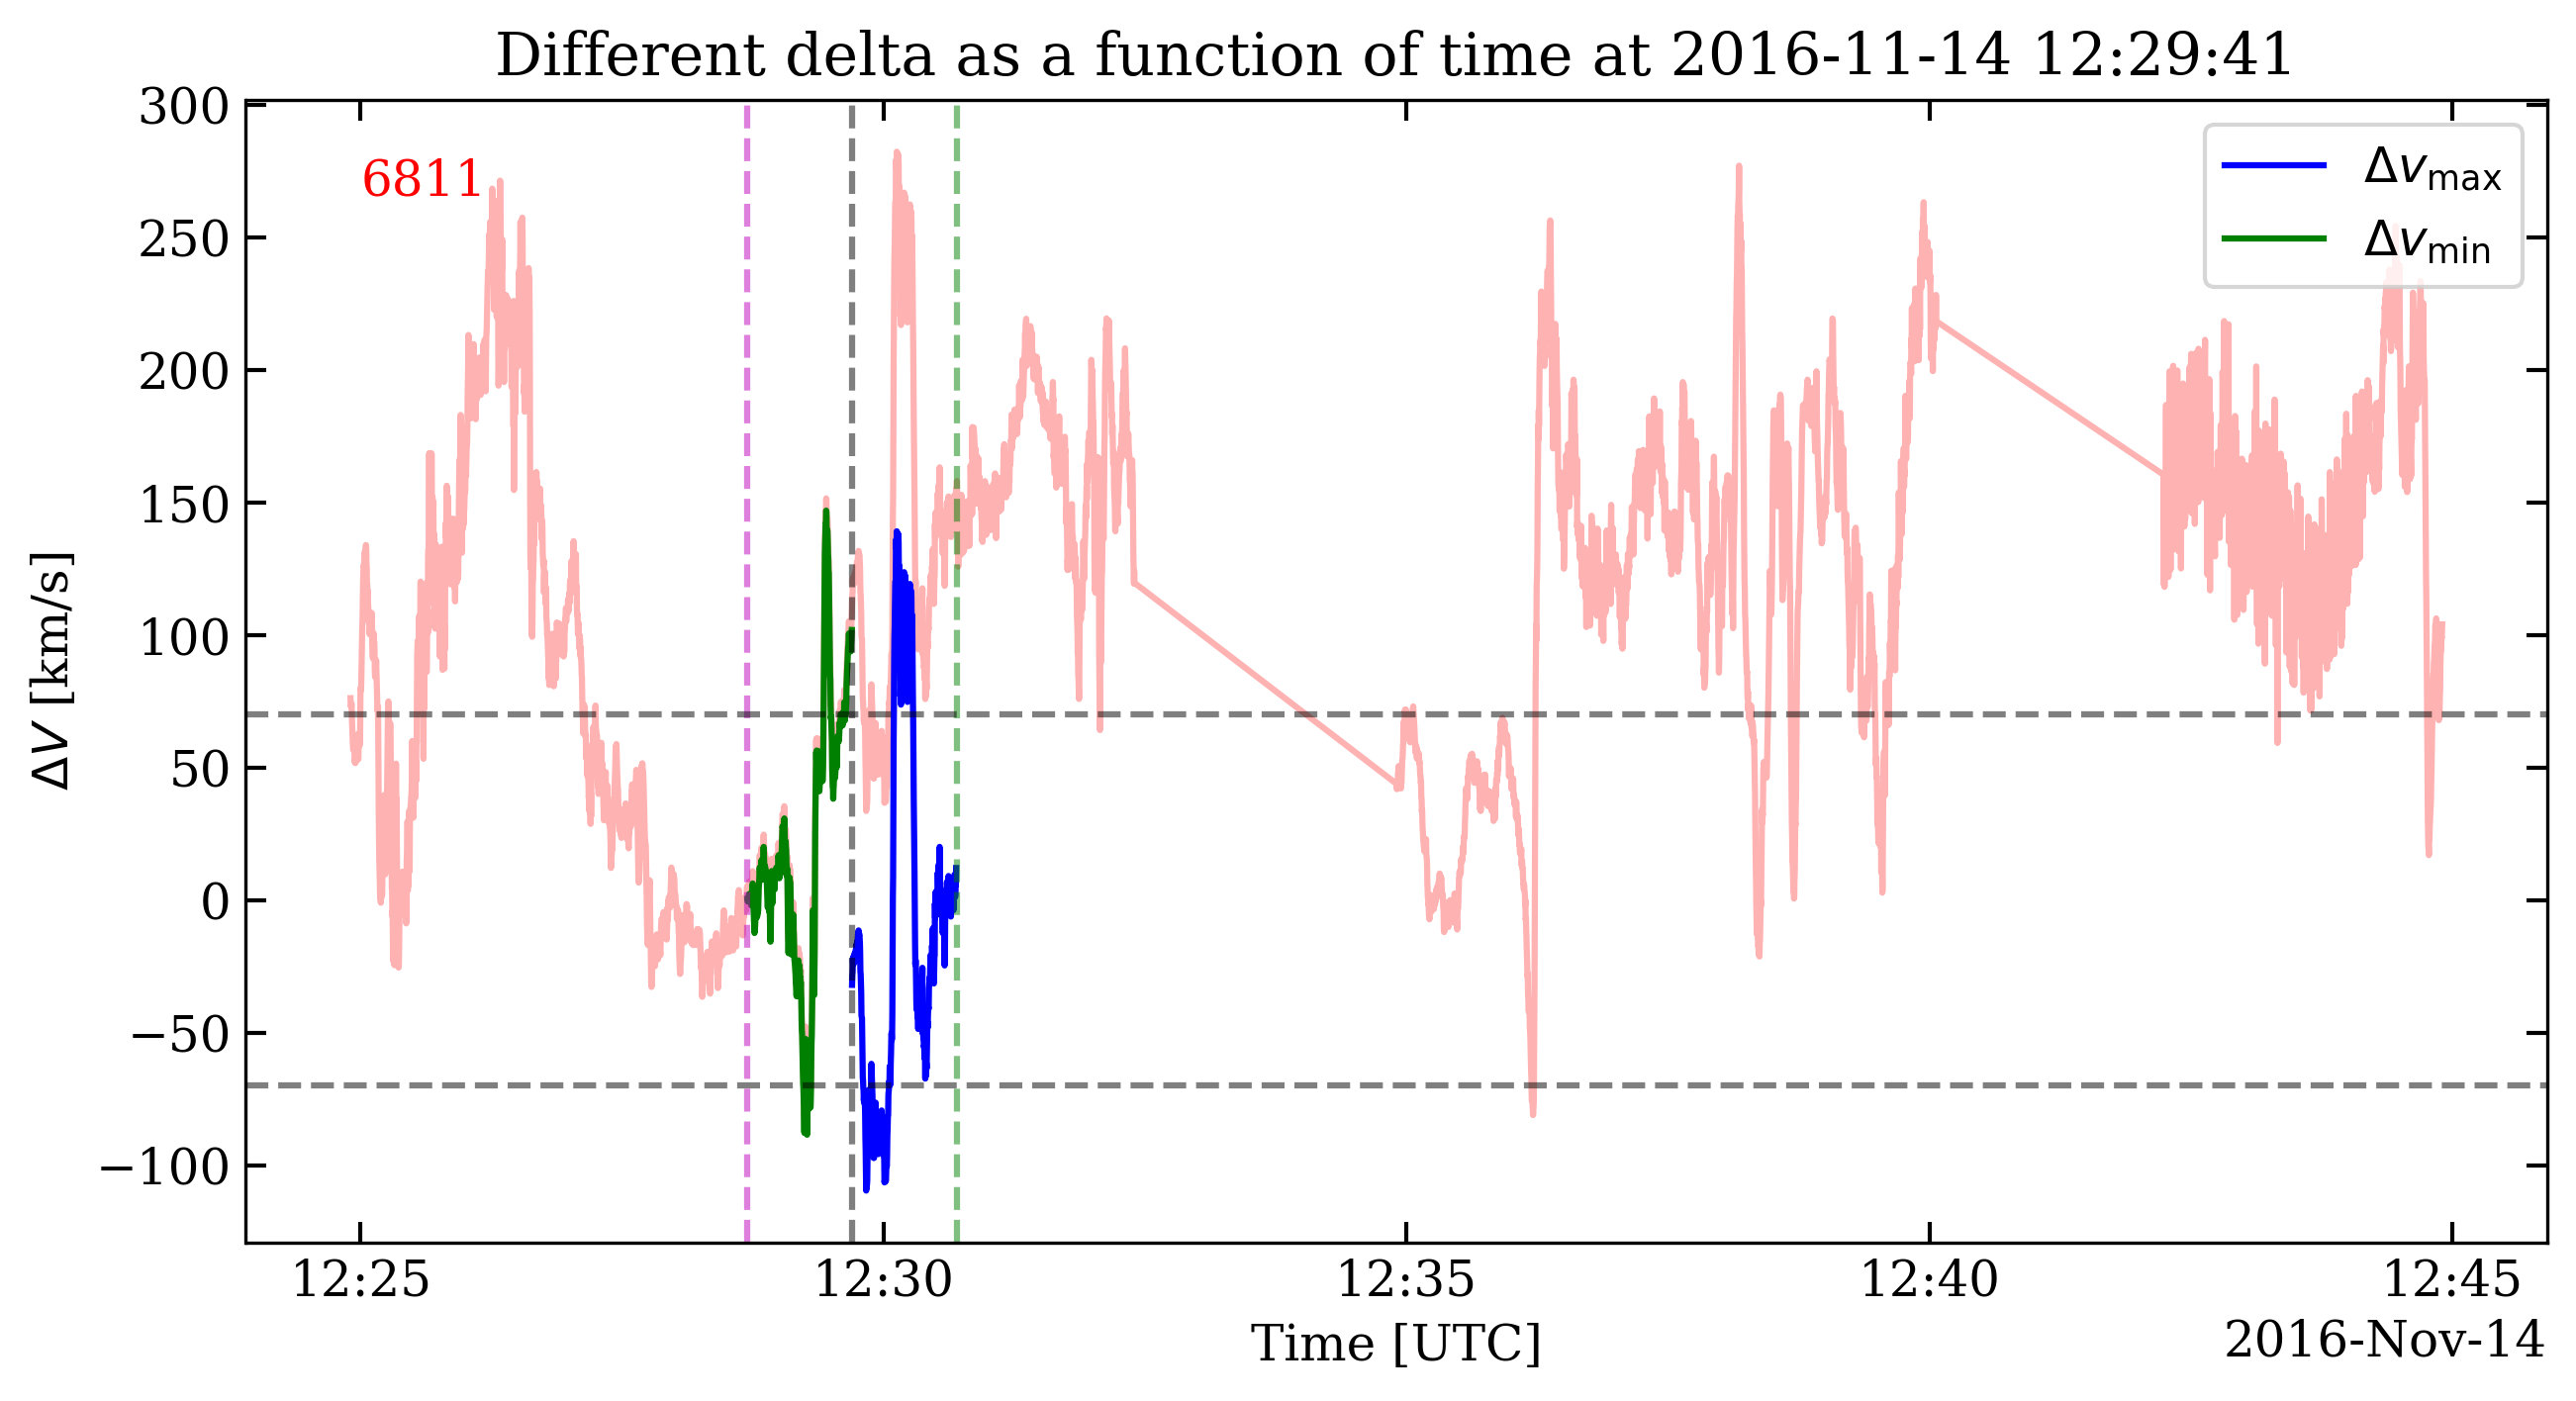 Different delta as a function of time at 2016-11-14 12:29:41
300
250
200
150
100
50
0
−50
−100
ΔV [km/s]
6811
Δvmax
Δvmin
12:25 12:30 12:35 12:40 12:45
Time [UTC]
2016-Nov-14